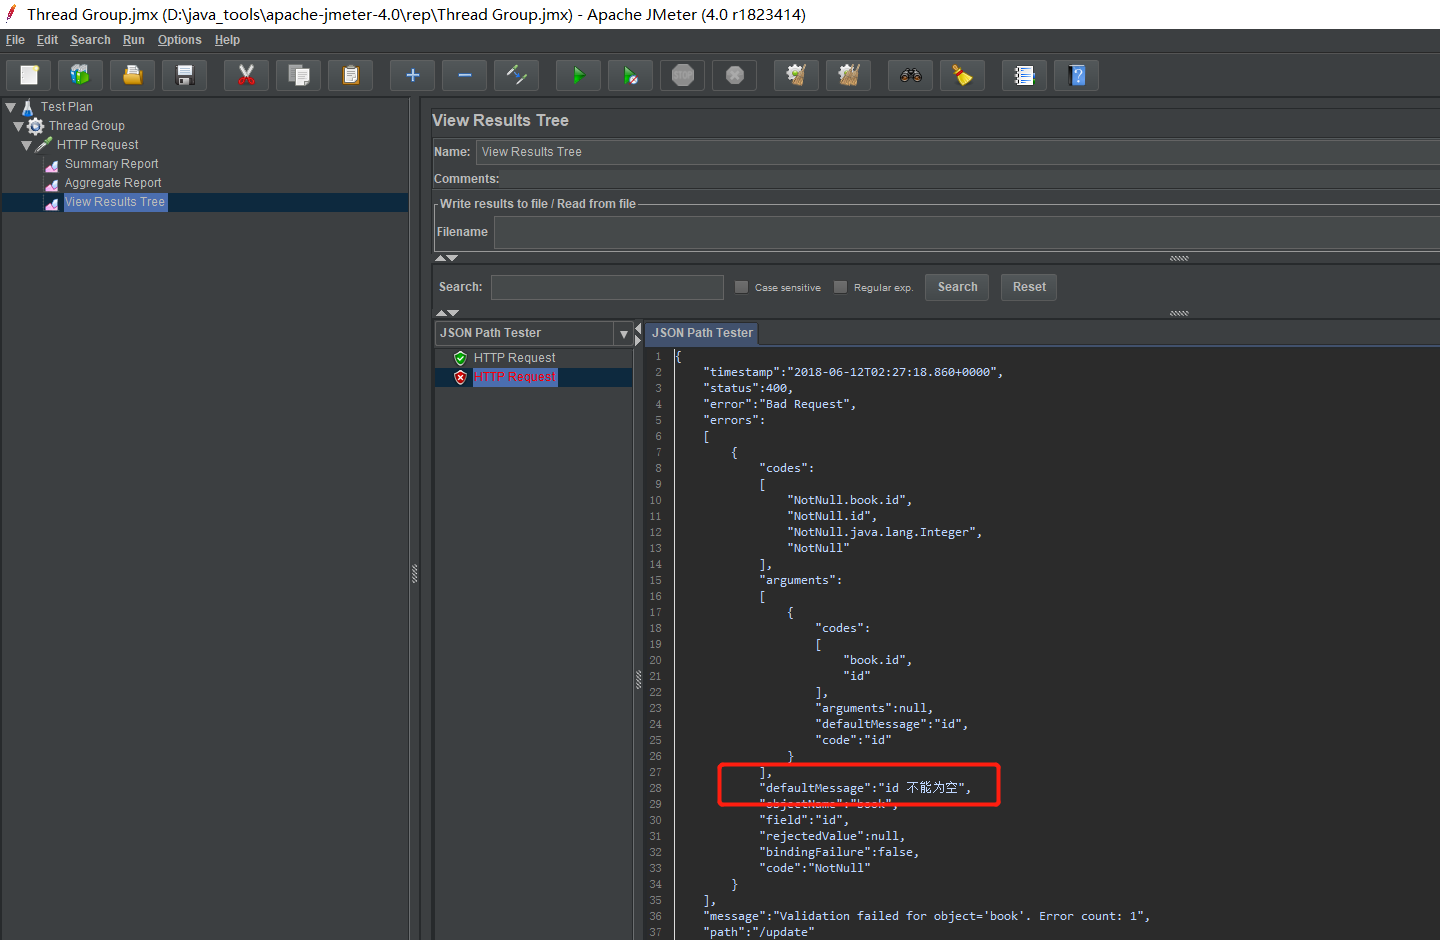 Thread Group.jmx (D:\java_tools\apache-jmeter-4.0\rep\Thread Group.jmx) - Apache JMeter (4.0 r1823414)
File Edit Search Run Options Help
STOP
Test Plan
Thread Group
HTTP Request
Summary Report
Aggregate Report
View Results Tree
View Results Tree
Name: View Results Tree
Comments:
Write results to file / Read from file
Filename
Search: Case sensitive Regular exp. Search Reset
JSON Path Tester
HTTP Request
HTTP Request
JSON Path Tester
1 {
2 "timestamp":"2018-06-12T02:27:18.860+0000",
3 "status":400,
4 "error":"Bad Request",
5 "errors":
6 [
7 {
8 "codes":
9 [
10 "NotNull.book.id",
11 "NotNull.id",
12 "NotNull.java.lang.Integer",
13 "NotNull"
14 ],
15 "arguments":
16 [
17 {
18 "codes":
19 [
20 "book.id",
21 "id"
22 ],
23 "arguments":null,
24 "defaultMessage":"id",
25 "code":"id"
26 }
27 ],
28 "defaultMessage":"id 不能为空",
29 "objectName":"book",
30 "field":"id",
31 "rejectedValue":null,
32 "bindingFailure":false,
33 "code":"NotNull"
34 }
35 ],
36 "message":"Validation failed for object='book'. Error count: 1",
37 "path":"/update"